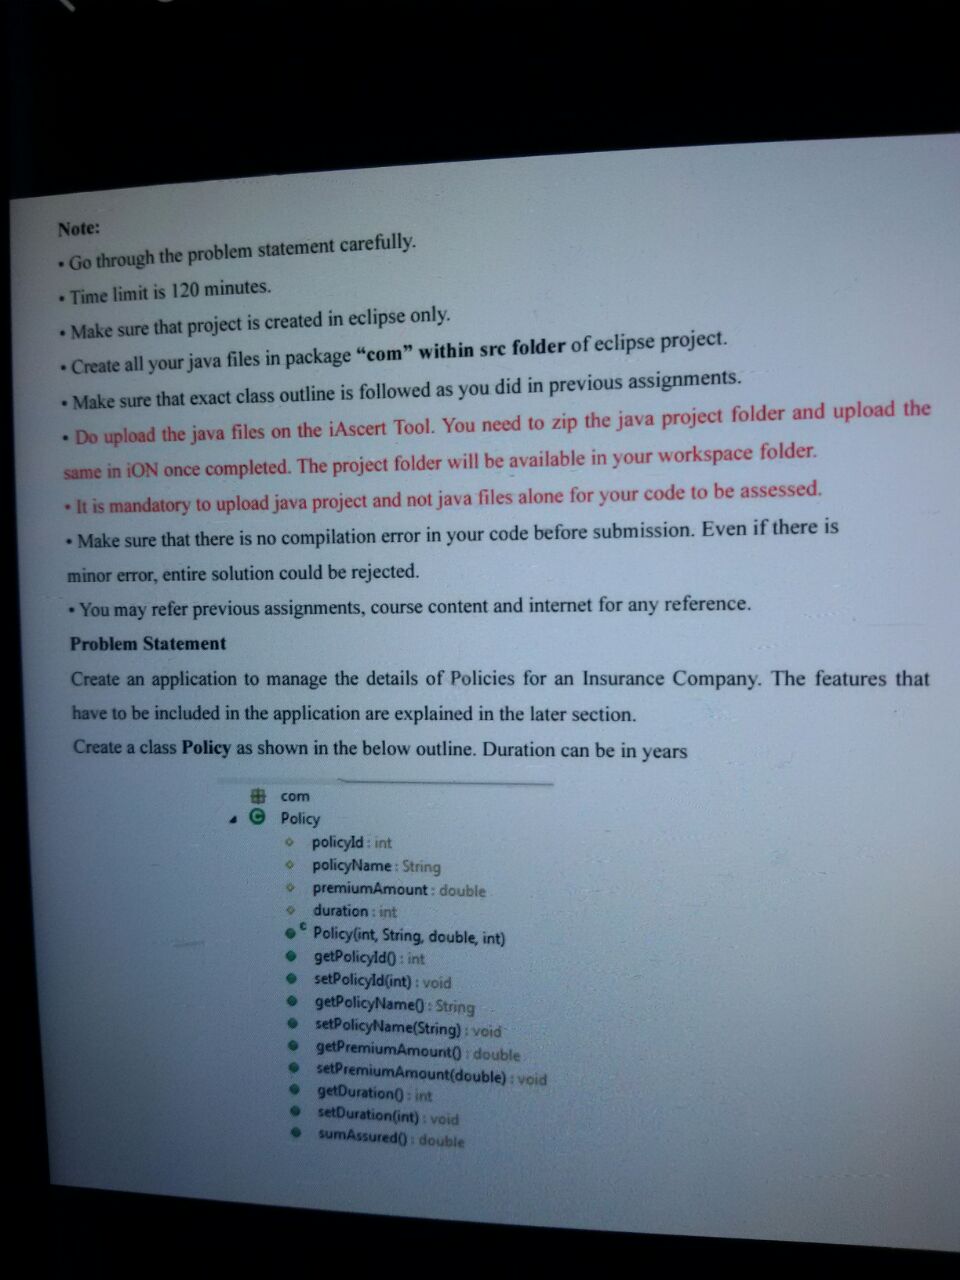 Note:
• Go through the problem statement carefully.
• Time limit is 120 minutes.
• Make sure that project is created in eclipse only.
• Create all your java files in package “com” within src folder of eclipse project.
• Make sure that exact class outline is followed as you did in previous assignments.
• Do upload the java files on the iAscert Tool. You need to zip the java project folder and upload the
same in iON once completed. The project folder will be available in your workspace folder.
• It is mandatory to upload java project and not java files alone for your code to be assessed.
• Make sure that there is no compilation error in your code before submission. Even if there is
minor error, entire solution could be rejected.
• You may refer previous assignments, course content and internet for any reference.
Problem Statement
Create an application to manage the details of Policies for an Insurance Company. The features that
have to be included in the application are explained in the later section.
Create a class Policy as shown in the below outline. Duration can be in years
com
C Policy
policyId : int
policyName : String
premiumAmount : double
duration : int
c Policy(int, String, double, int)
getPolicyId() : int
setPolicyId(int) : void
getPolicyName() : String
setPolicyName(String) : void
getPremiumAmount() : double
setPremiumAmount(double) : void
getDuration() : int
setDuration(int) : void
sumAssured() : double